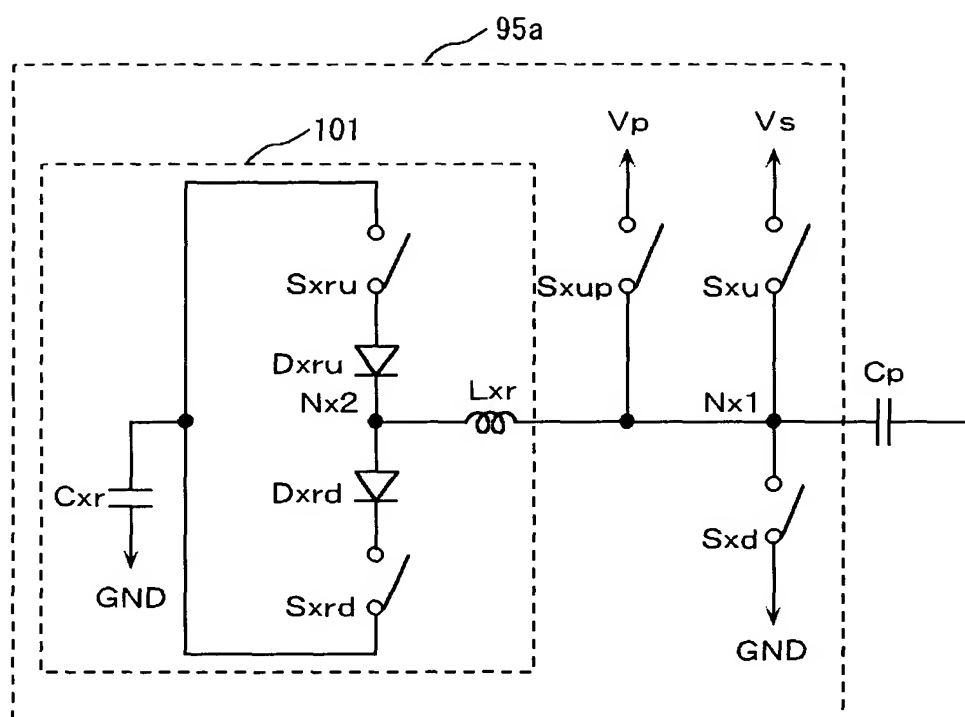 95a
101
Vp
Vs
Sxru
Sxup
Sxu
Dxru
Nx2
Lxr
Nx1
Cp
Cxr
Dxrd
Sxd
GND
Sxrd
GND